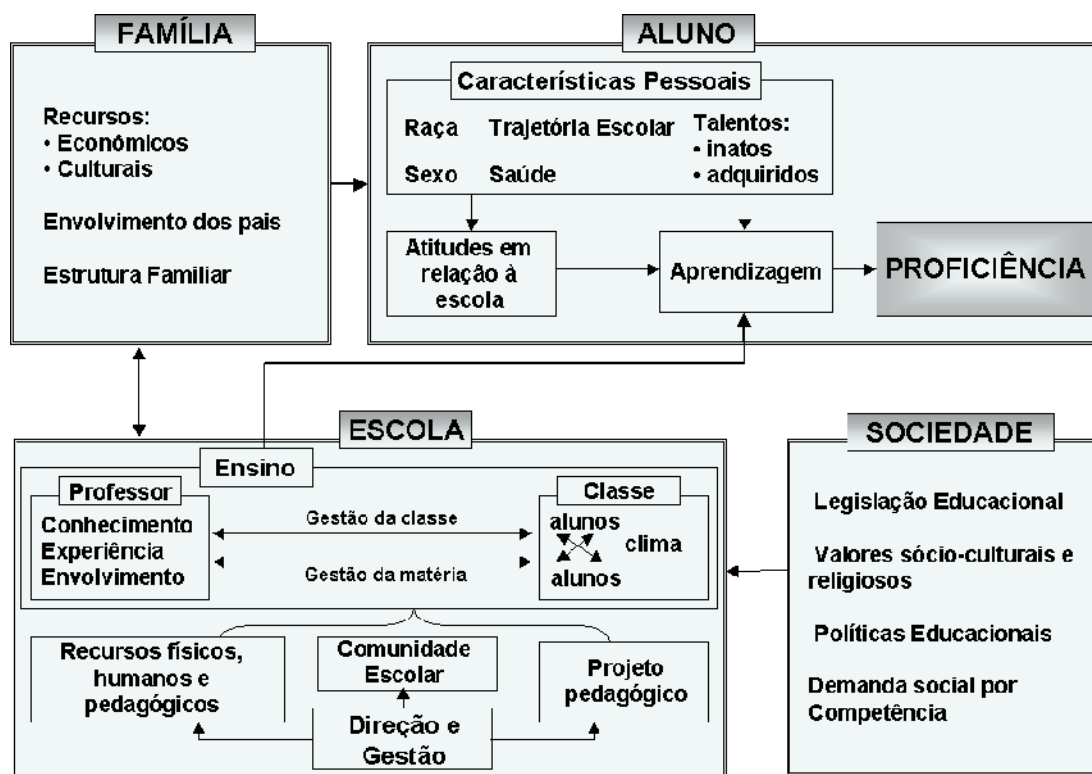 FAMÍLIA
Recursos:
• Econômicos
• Culturais
Envolvimento dos pais
Estrutura Familiar
ALUNO
Características Pessoais
Raça
Trajetória Escolar
Talentos:
• inatos
• adquiridos
Sexo
Saúde
Atitudes em
relação à
escola
Aprendizagem
PROFICIÊNCIA
ESCOLA
Ensino
Professor
Conhecimento
Experiência
Envolvimento
Gestão da classe
Gestão da matéria
Classe
alunos
clima
alunos
Recursos físicos,
humanos e
pedagógicos
Comunidade
Escolar
Projeto
pedagógico
Direção e
Gestão
SOCIEDADE
Legislação Educacional
Valores sócio-culturais e
religiosos
Políticas Educacionais
Demanda social por
Competência